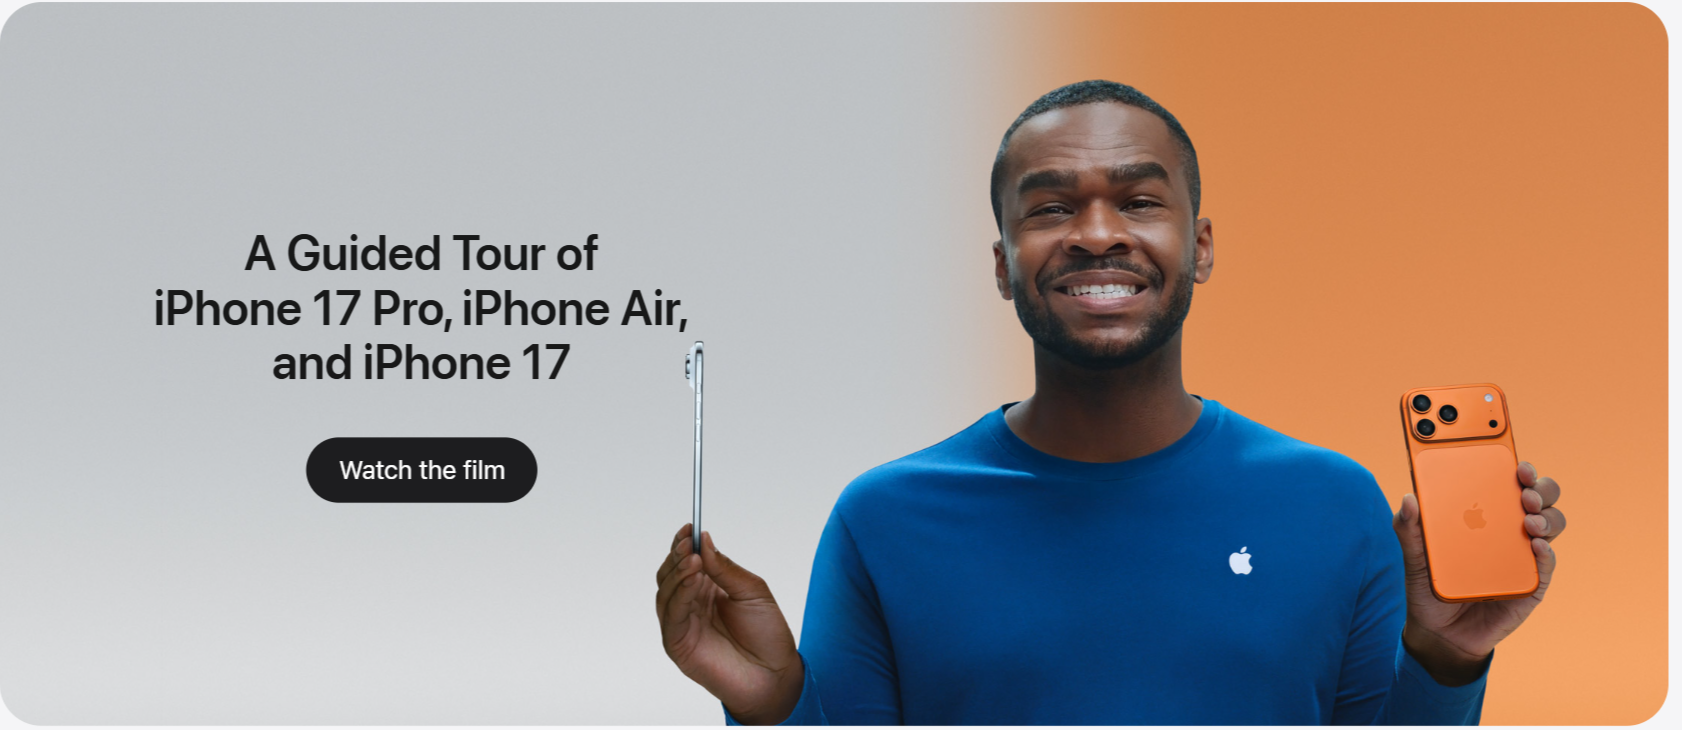 A Guided Tour of
iPhone 17 Pro, iPhone Air,
and iPhone 17
Watch the film